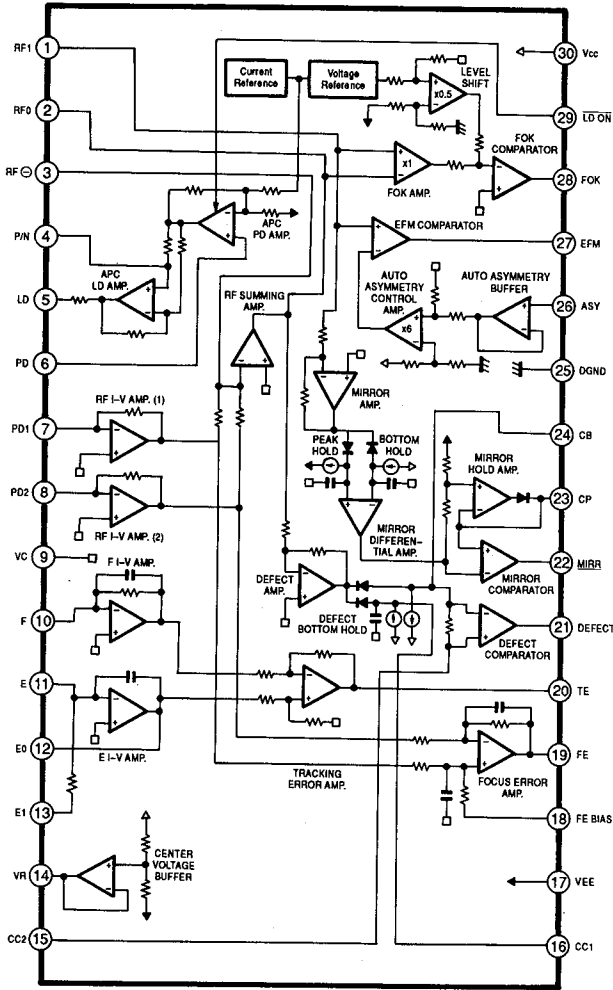 RF1 1
30 Vcc
Current
Reference
Voltage
Reference
LEVEL
SHIFT
x0.5
RF0 2
29 LD ON
FOK
COMPARATOR
RF ⊖ 3
x1
FOK AMP.
28 FOK
P/N 4
APC
PD AMP.
EFM COMPARATOR
27 EFM
APC
LD AMP.
LD 5
RF SUMMING
AMP.
AUTO
ASYMMETRY
CONTROL
AMP.
x6
AUTO ASYMMETRY
BUFFER
26 ASY
PD 6
25 DGND
MIRROR
AMP.
RF I–V AMP. (1)
PD1 7
PEAK
HOLD
BOTTOM
HOLD
24 CB
MIRROR
HOLD AMP.
PD2 8
RF I–V AMP. (2)
23 CP
MIRROR
DIFFEREN-
TIAL AMP.
VC 9
22 MIRR
MIRROR
COMPARATOR
F I–V AMP.
F 10
DEFECT
AMP.
DEFECT
BOTTOM HOLD
21 DEFECT
DEFECT
COMPARATOR
E 11
20 TE
E0 12
E I–V AMP.
19 FE
TRACKING
ERROR AMP.
FOCUS ERROR
AMP.
E1 13
18 FE BIAS
VR 14
CENTER
VOLTAGE
BUFFER
17 VEE
CC2 15
16 CC1